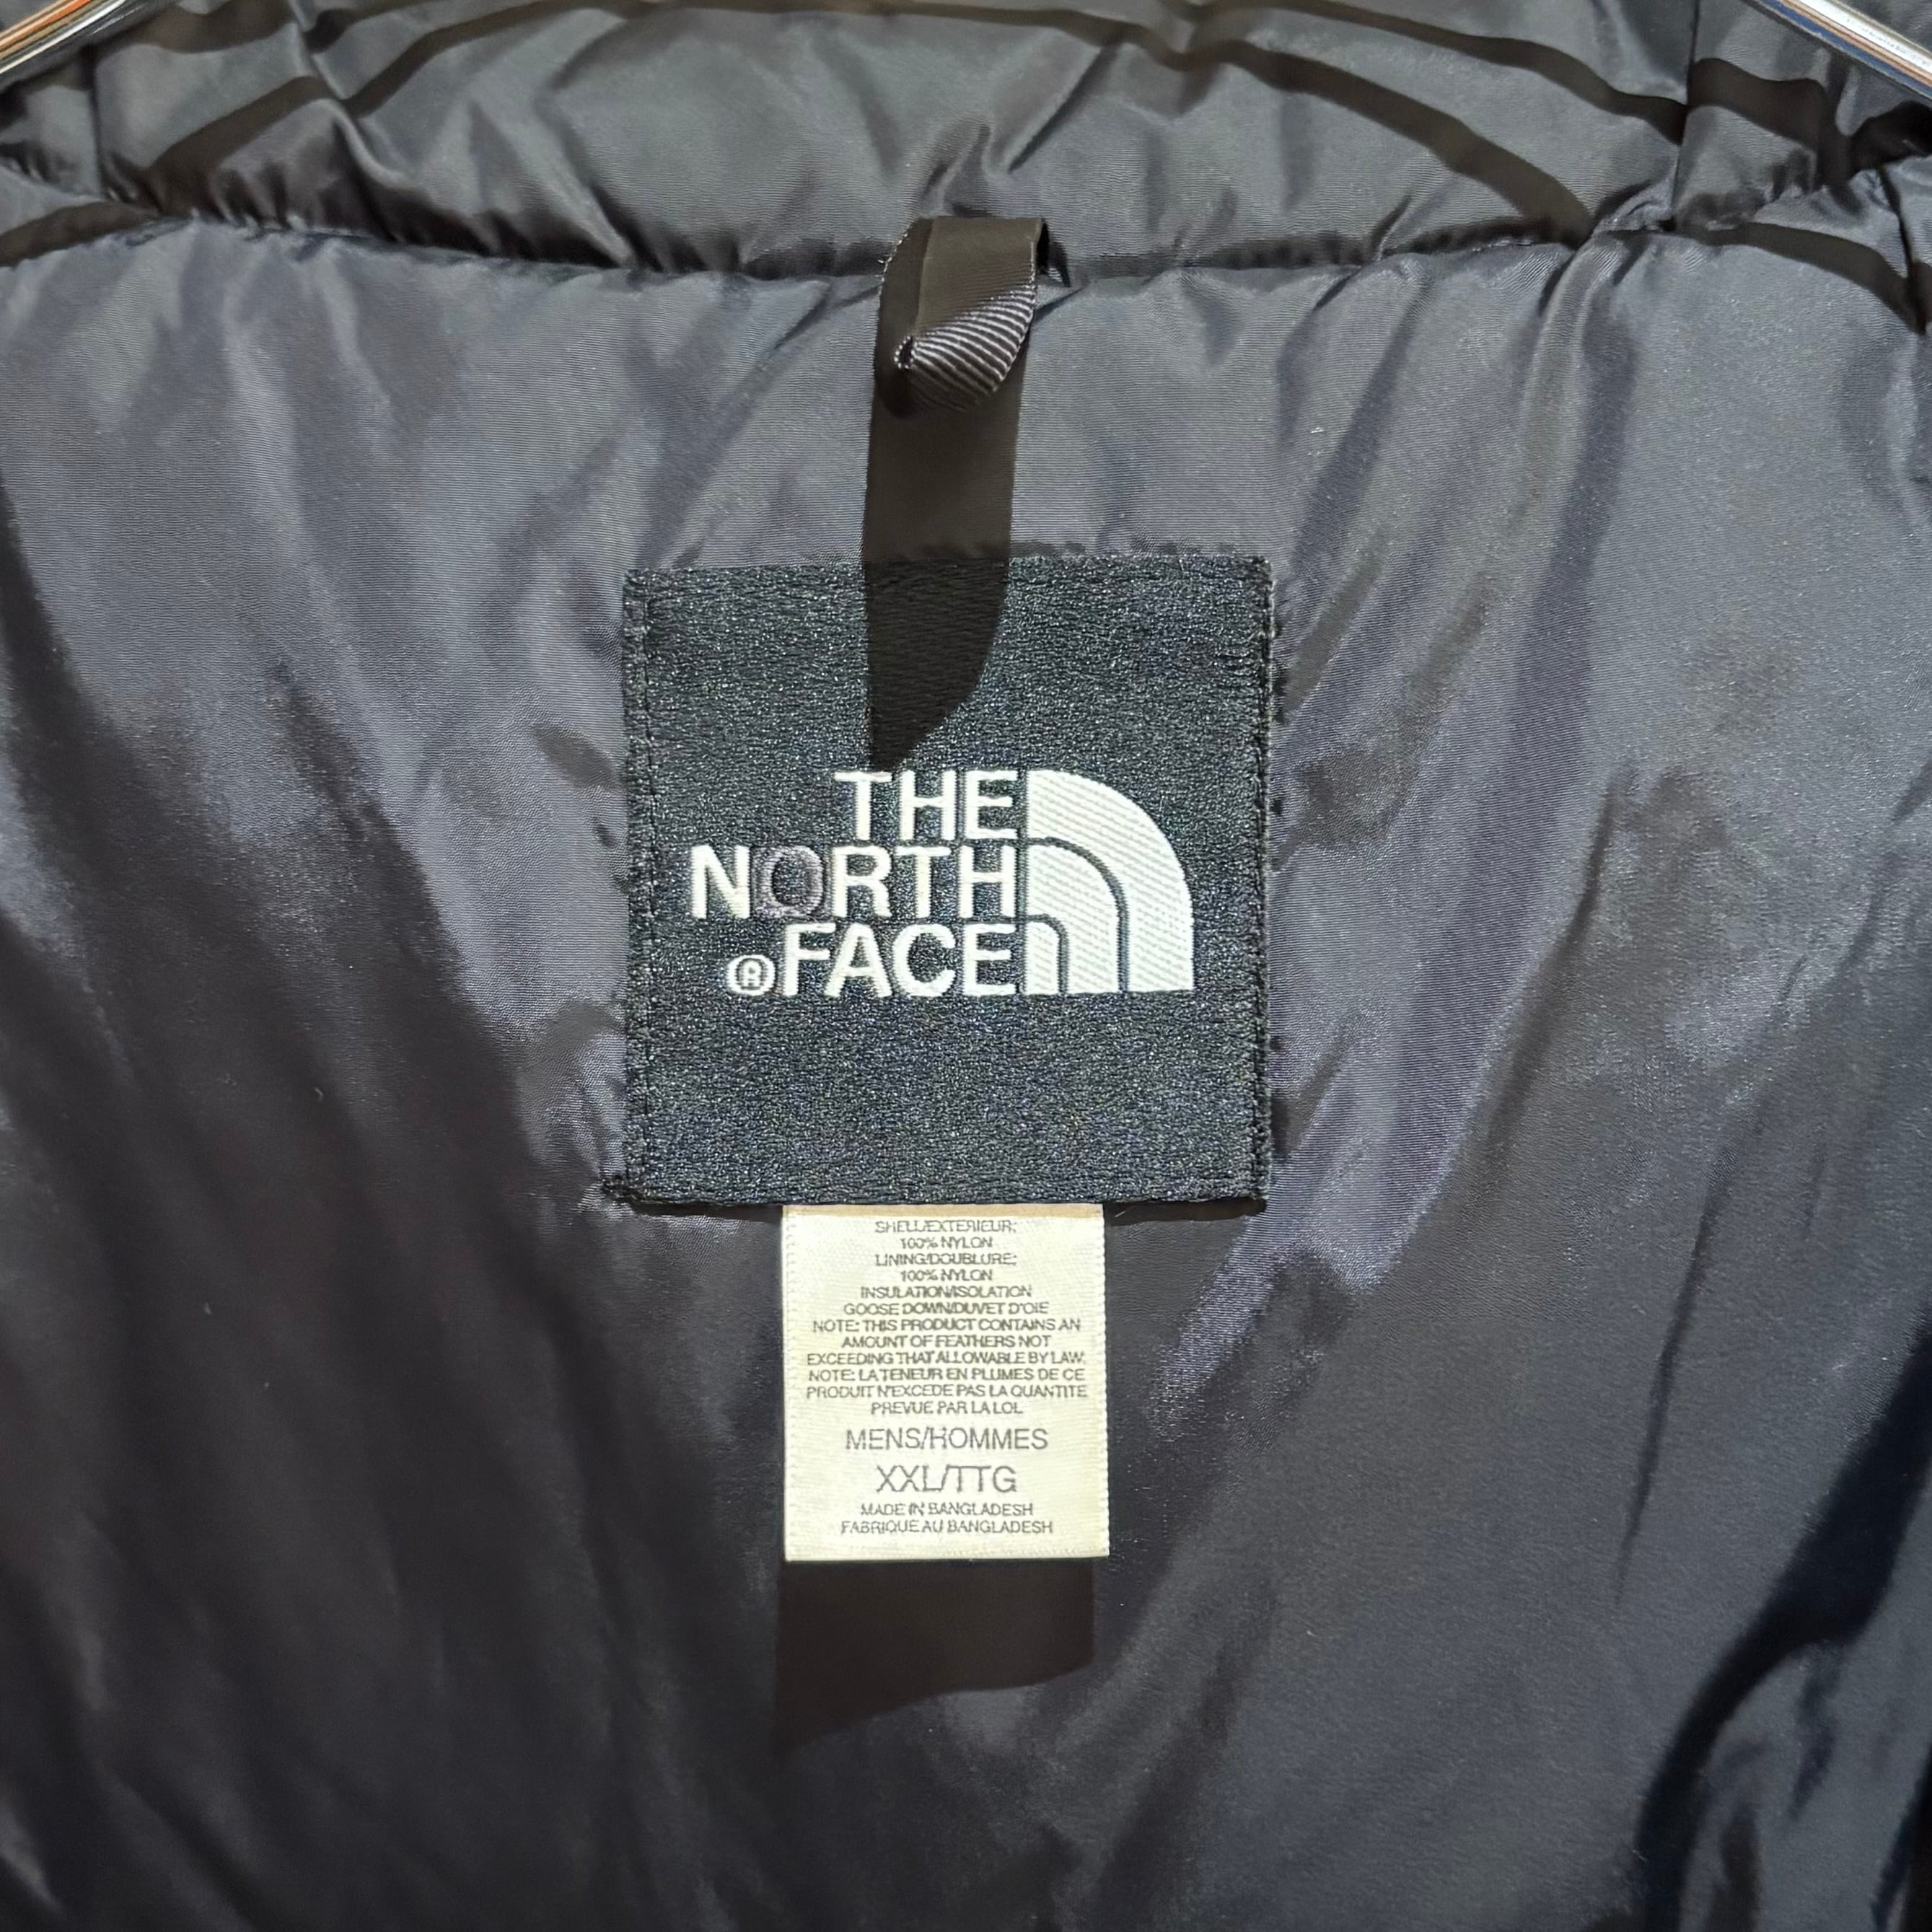 THE
NORTH
®FACE
SHELL/EXTERIEUR:
100% NYLON
LINING/DOUBLURE:
100% NYLON
INSULATION/ISOLATION
GOOSE DOWN/DUVET D'OIE
NOTE: THIS PRODUCT CONTAINS AN
AMOUNT OF FEATHERS NOT
EXCEEDING THAT ALLOWABLE BY LAW.
NOTE: LA TENEUR EN PLUMES DE CE
PRODUIT N'EXCEDE PAS LA QUANTITE
PREVUE PAR LA LOI.
MENS/HOMMES
XXL/TTG
MADE IN BANGLADESH
FABRIQUE AU BANGLADESH